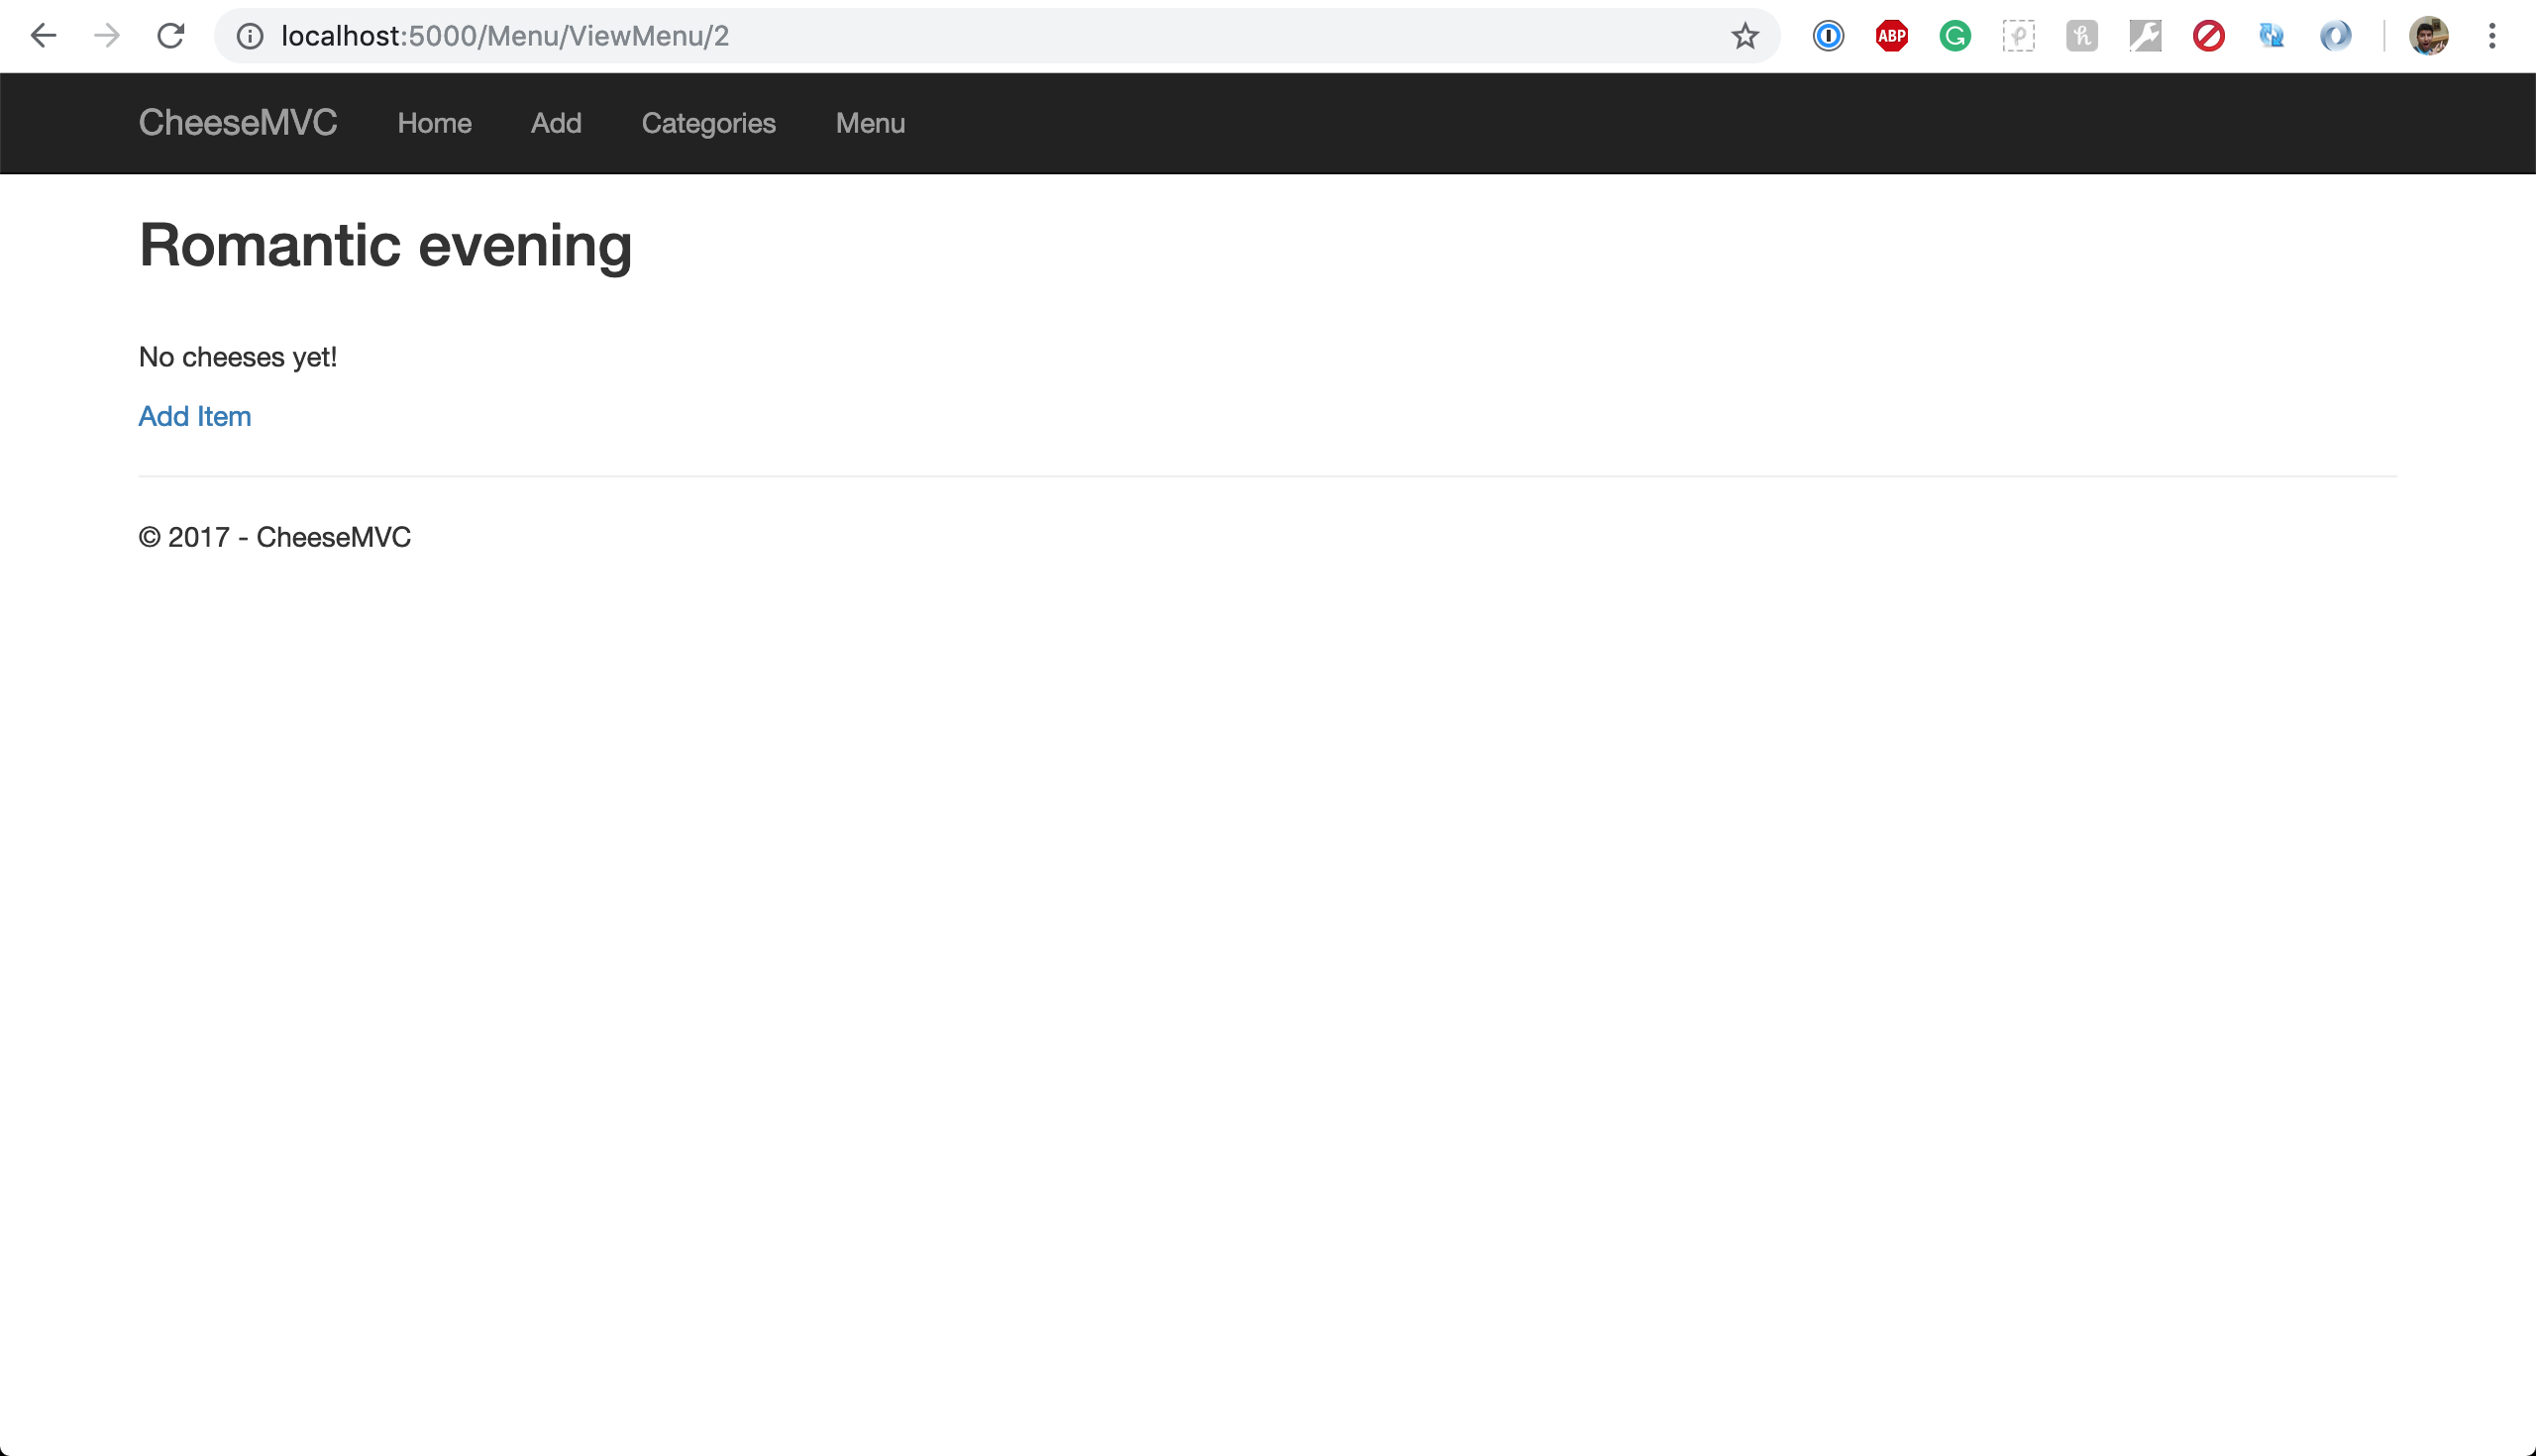 localhost:5000/Menu/ViewMenu/2
ABP
CheeseMVC Home Add Categories Menu
Romantic evening
No cheeses yet!
Add Item
© 2017 - CheeseMVC